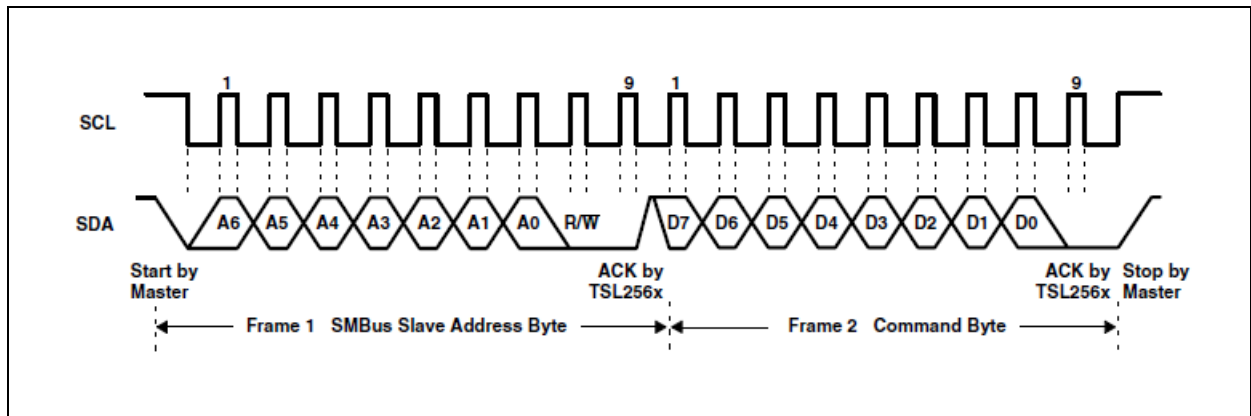 1 9 1 9
SCL
SDA A6 A5 A4 A3 A2 A1 A0 R/W D7 D6 D5 D4 D3 D2 D1 D0
Start by ACK by ACK by Stop by
Master TSL256x TSL256x Master
Frame 1 SMBus Slave Address Byte Frame 2 Command Byte